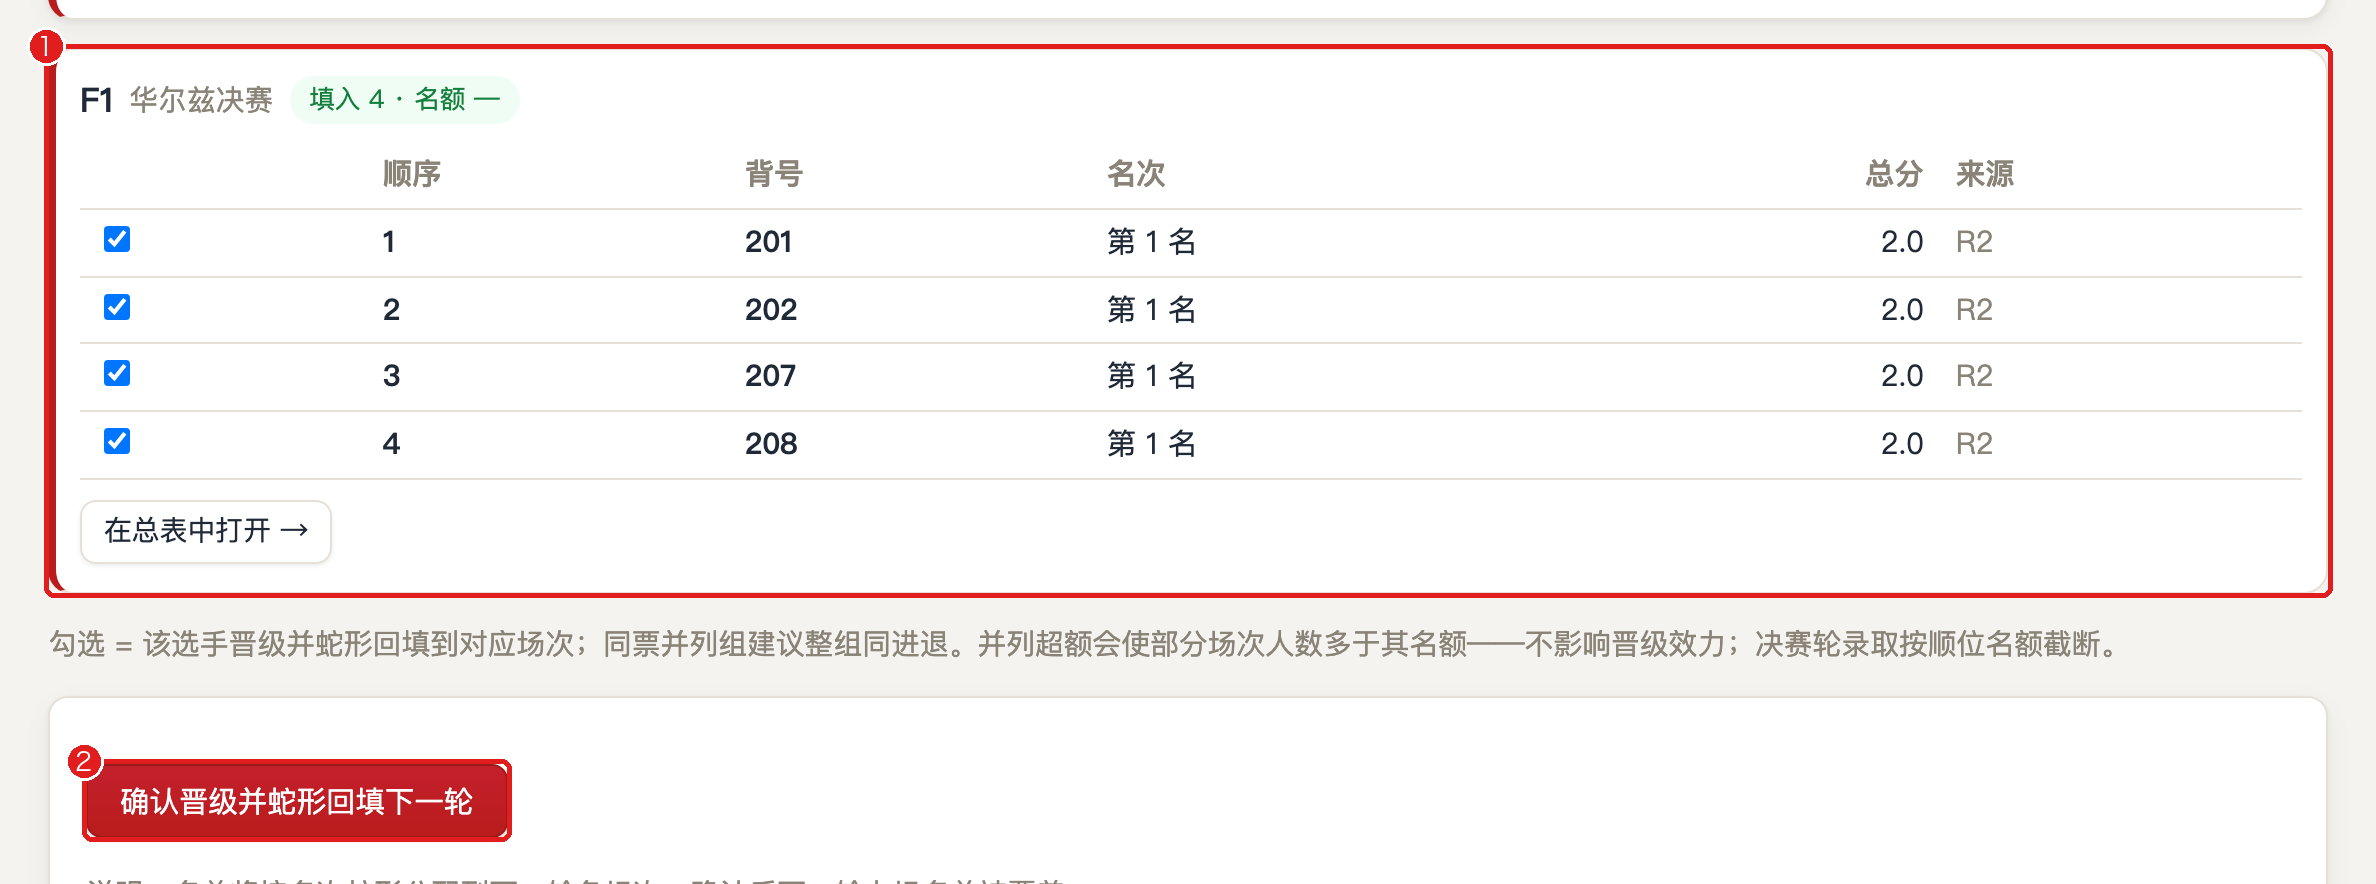 1
F1 华尔兹决赛 填入 4 · 名额 —
顺序 背号 名次 总分 来源
1 201 第 1 名 2.0 R2
2 202 第 1 名 2.0 R2
3 207 第 1 名 2.0 R2
4 208 第 1 名 2.0 R2
在总表中打开 →
勾选 = 该选手晋级并蛇形回填到对应场次；同票并列组建议整组同进退。并列超额会使部分场次人数多于其名额——不影响晋级效力；决赛轮录取按顺位名额截断。
2
确认晋级并蛇形回填下一轮